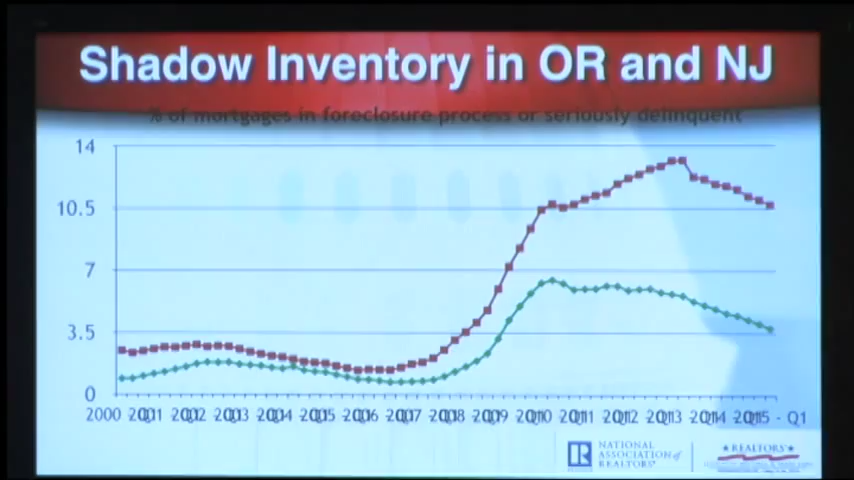 Shadow Inventory in OR and NJ
% of mortgages in foreclosure process or seriously delinquent
14
10.5
7
3.5
0
2000 2001 2002 2003 2004 2005 2006 2007 2008 2009 2010 2011 2012 2013 2014 2015 - Q1
NATIONAL
ASSOCIATION of
REALTORS®
REALTORS®